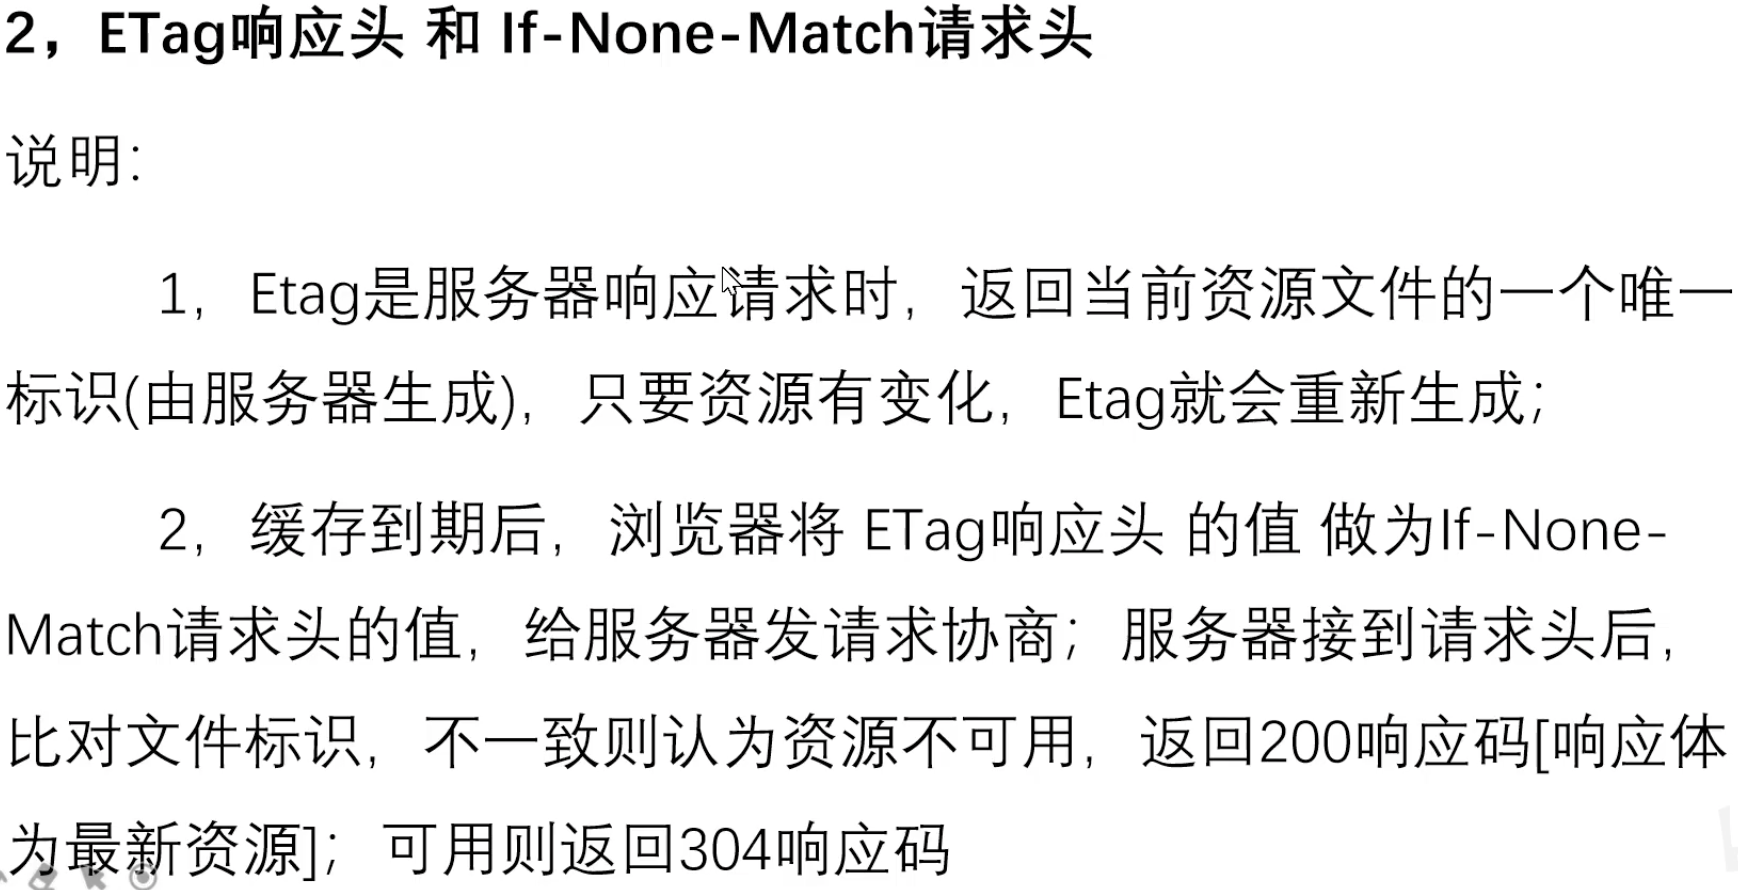 2，ETag响应头 和 If-None-Match请求头
说明：
1，Etag是服务器响应请求时，返回当前资源文件的一个唯一
标识(由服务器生成)，只要资源有变化，Etag就会重新生成；
2，缓存到期后，浏览器将 ETag响应头 的值 做为If-None-
Match请求头的值，给服务器发请求协商；服务器接到请求头后，
比对文件标识，不一致则认为资源不可用，返回200响应码[响应体
为最新资源]；可用则返回304响应码